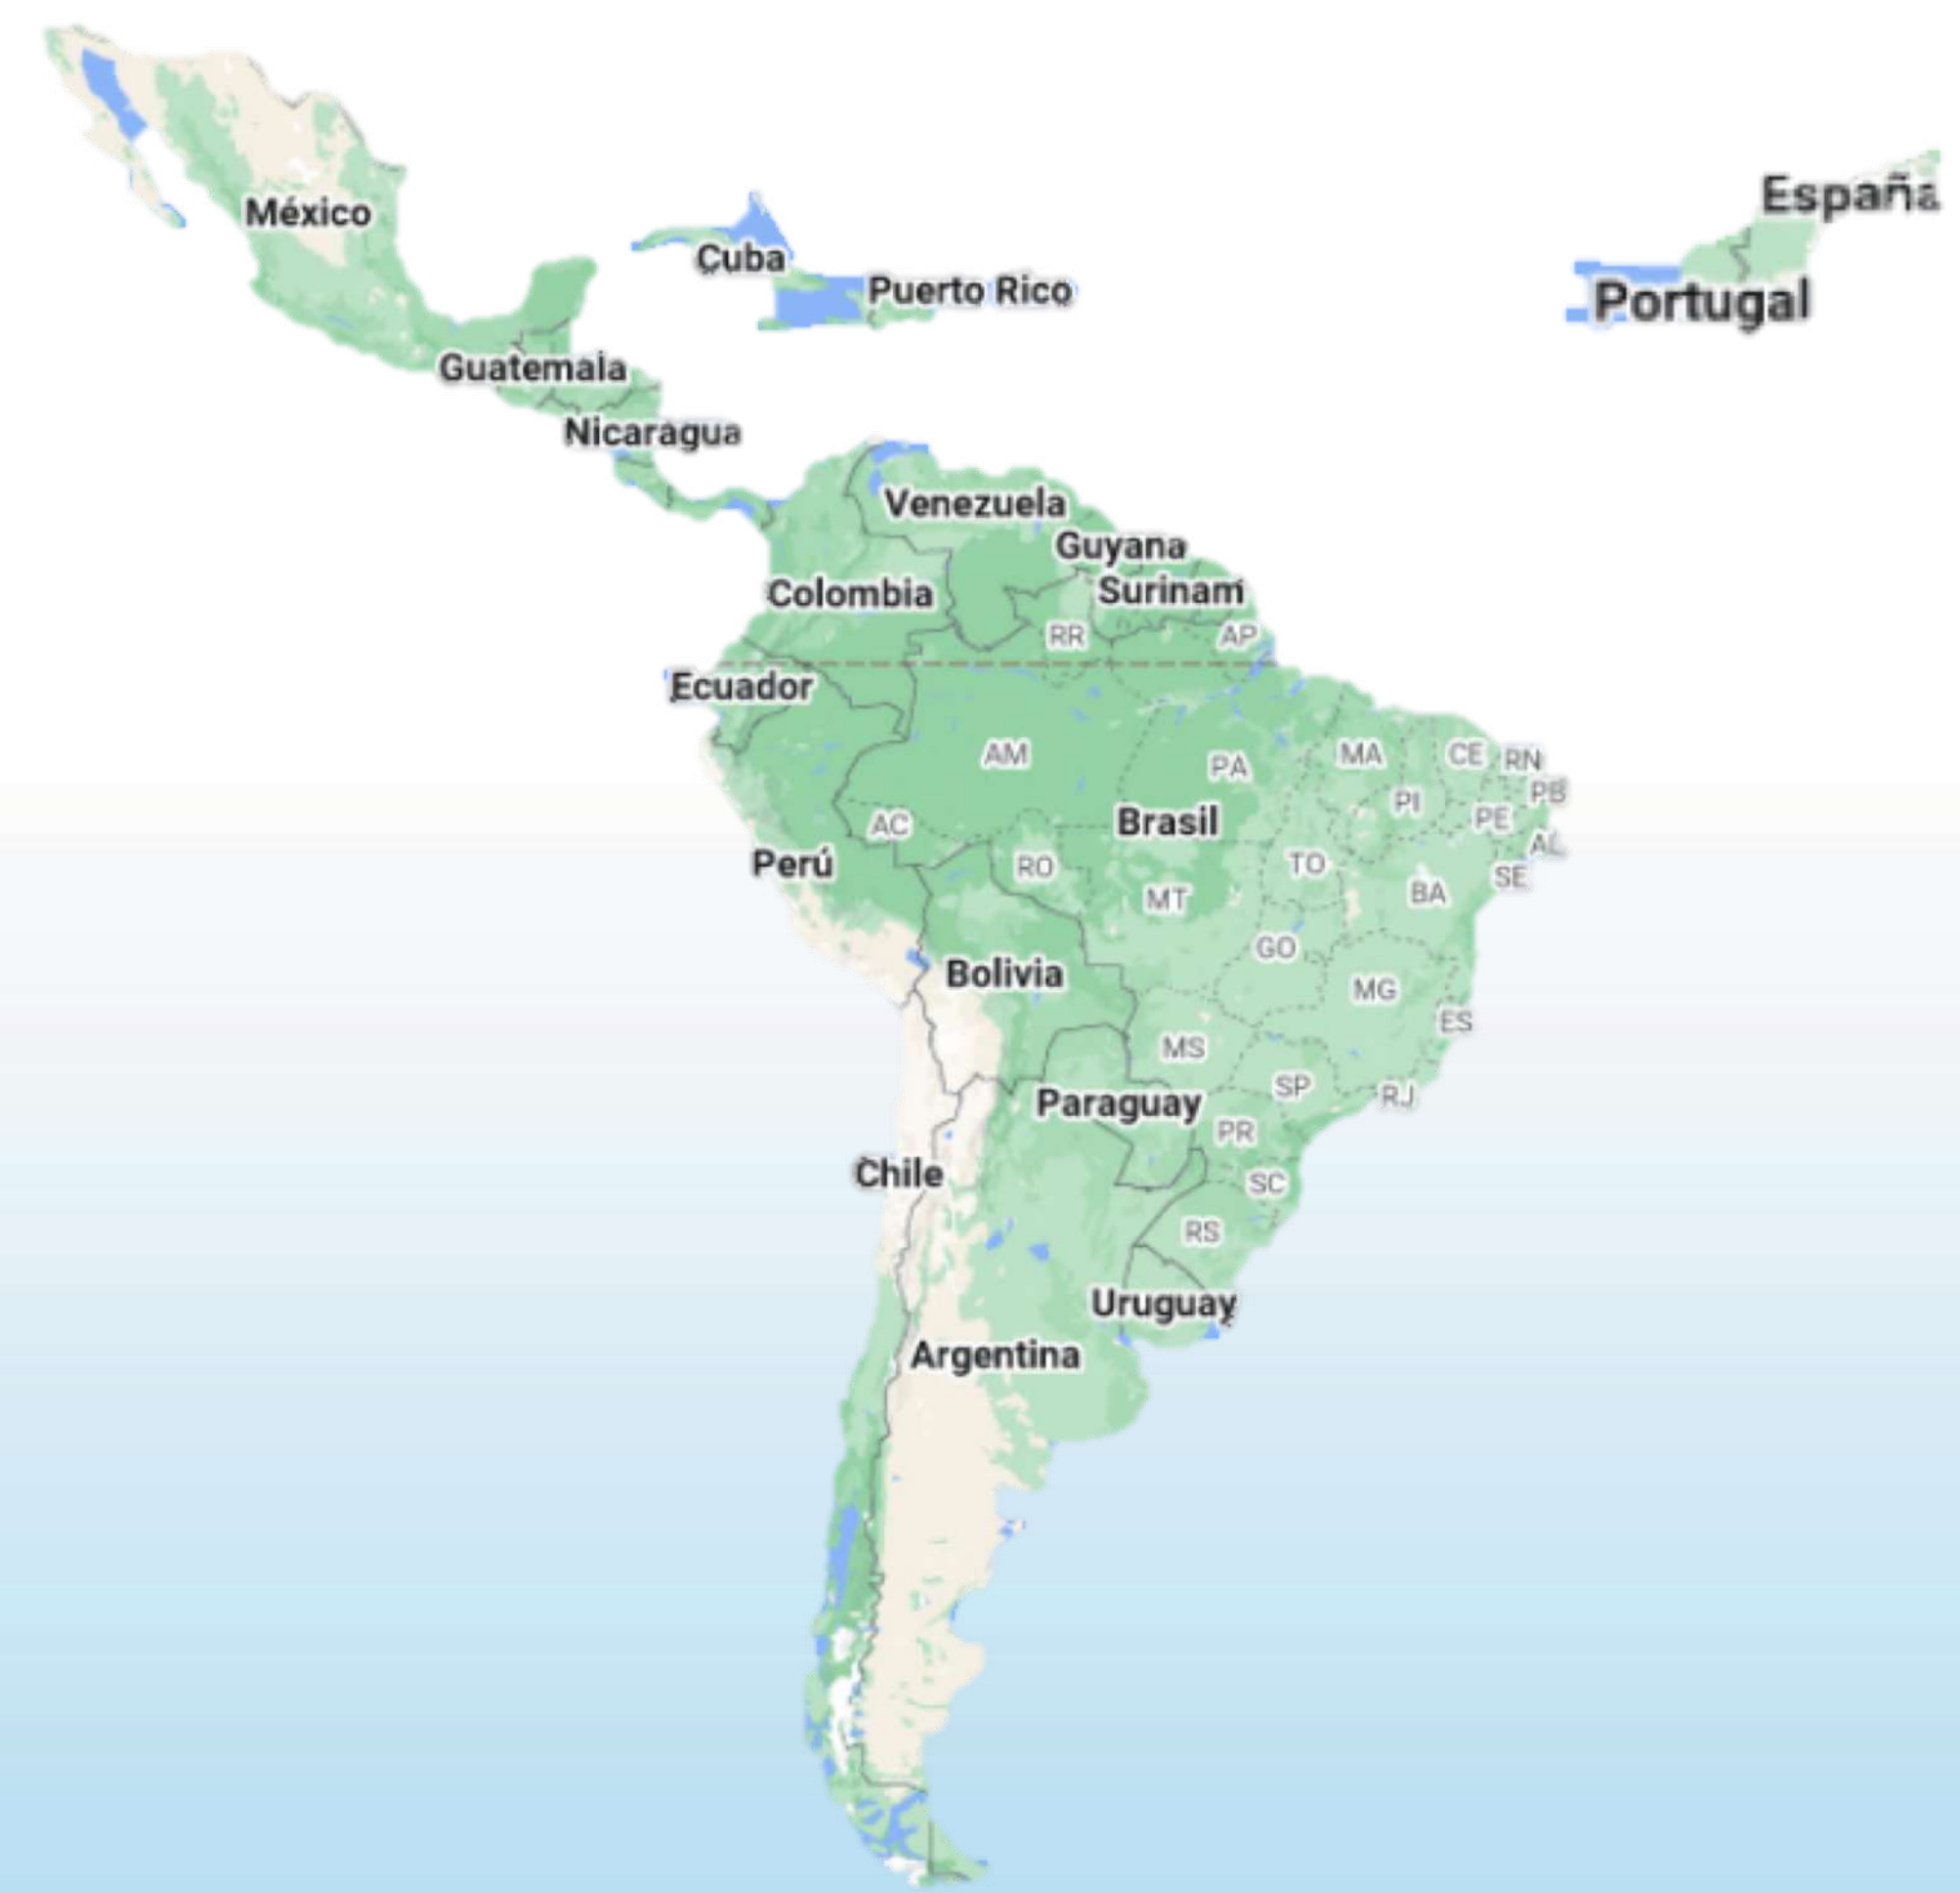 España
México
Cuba
Puerto Rico
Portugal
Guatemala
Nicaragua
Venezuela
Guyana
Colombia
Surinam
RR
AP
Ecuador
AM
PA
MA
CE
RN
PB
PI
PE
AC
Brasil
AL
Perú
RO
TO
SE
BA
MT
GO
Bolivia
MG
ES
MS
SP
RJ
Paraguay
PR
Chile
SC
RS
Uruguay
Argentina